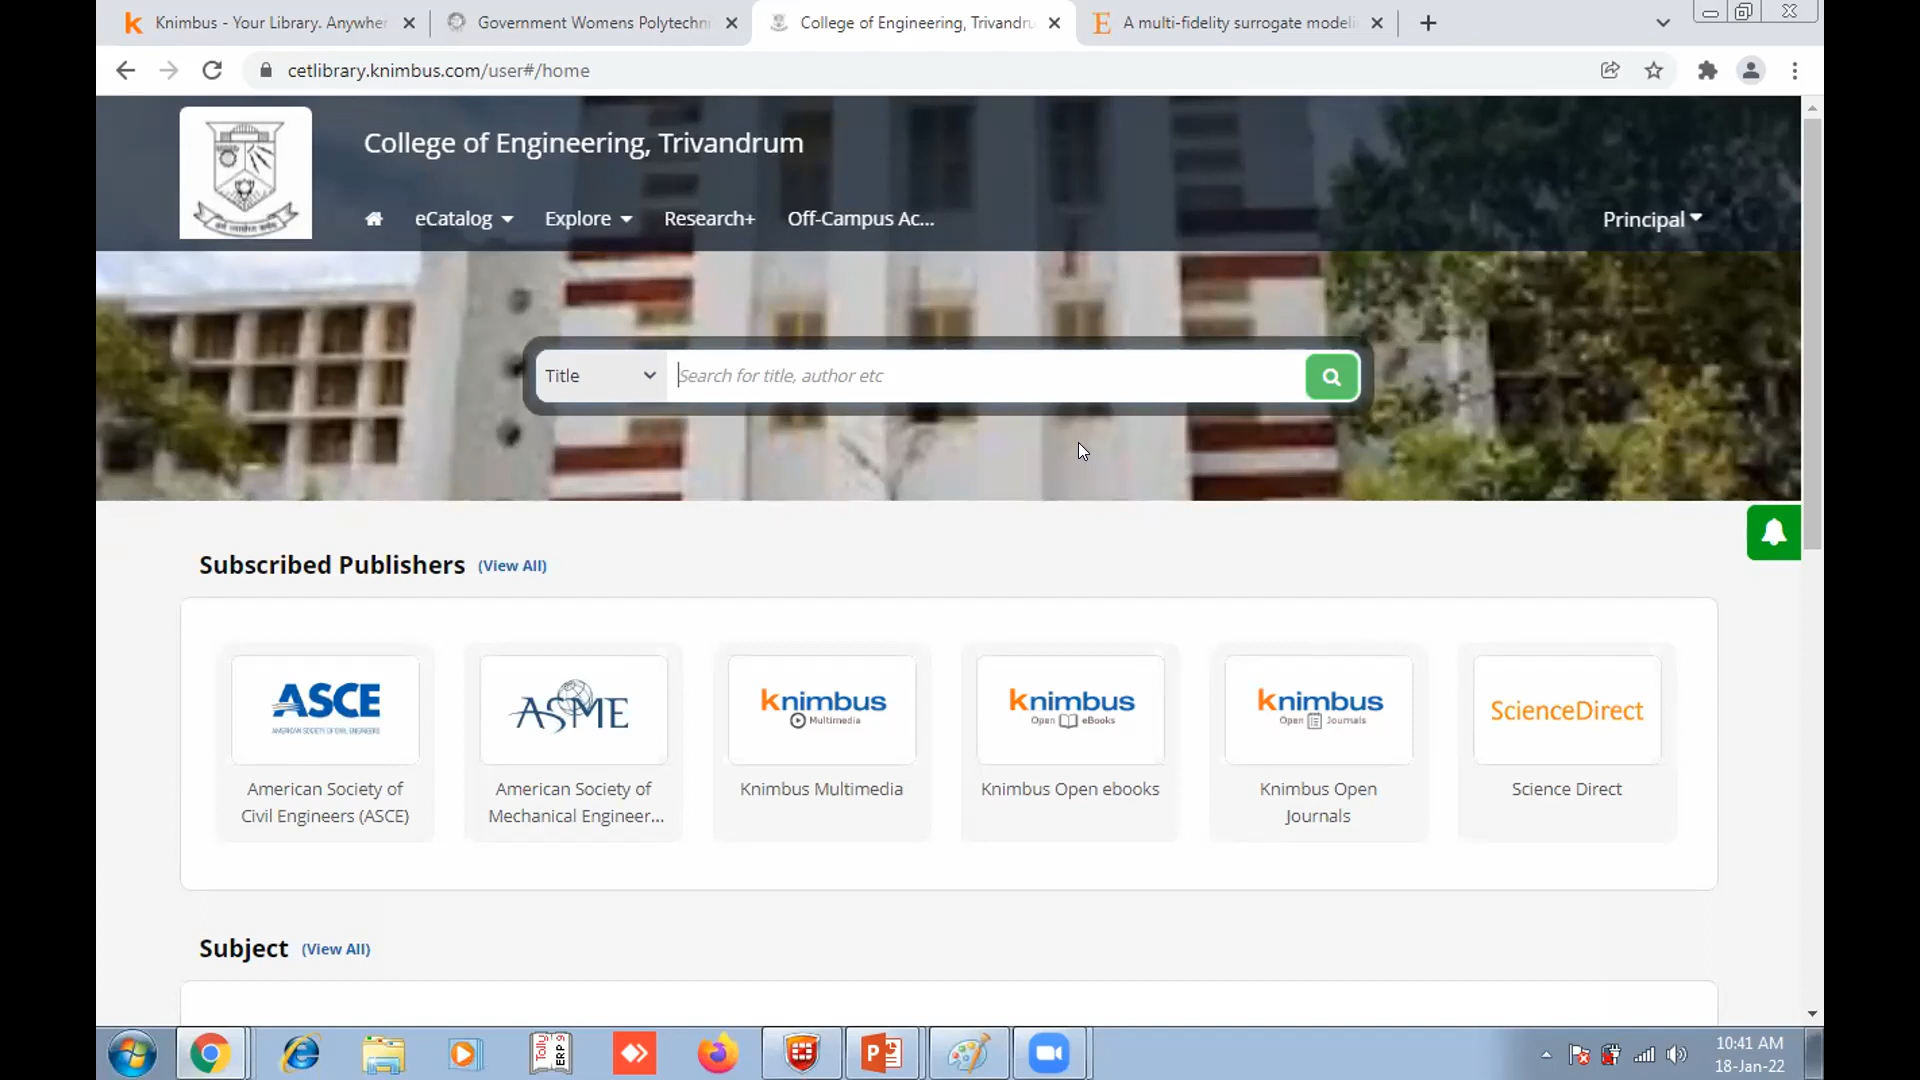 Knimbus - Your Library. Anywher
Government Womens Polytechni
College of Engineering, Trivandru
E A multi-fidelity surrogate modeli
cetlibrary.knimbus.com/user#/home
College of Engineering, Trivandrum
eCatalog
Explore
Research+
Off-Campus Ac...
Principal
Title
Search for title, author etc
Subscribed Publishers (View All)
ASCE
AMERICAN SOCIETY OF CIVIL ENGINEERS
ASME
knimbus
Multimedia
knimbus
Open eBooks
knimbus
Open Journals
ScienceDirect
American Society of
Civil Engineers (ASCE)
American Society of
Mechanical Engineer...
Knimbus Multimedia
Knimbus Open ebooks
Knimbus Open
Journals
Science Direct
Subject (View All)
Tally
ERP 9
P
10:41 AM
18-Jan-22